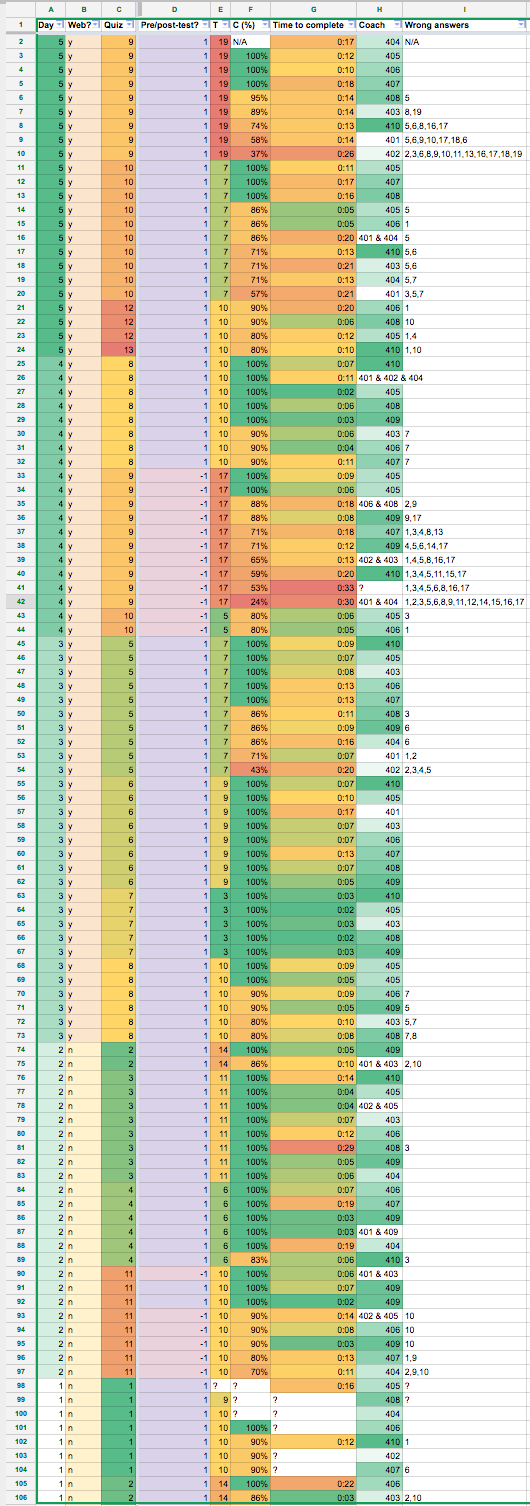 A B C D E F G H I
1 Day Web? Quiz Pre/post-test? T C (%) Time to complete Coach Wrong answers
2 5 y 9 1 19 N/A 0:17 404 N/A
3 5 y 9 1 19 100% 0:12 405
4 5 y 9 1 19 100% 0:10 406
5 5 y 9 1 19 100% 0:18 407
6 5 y 9 1 19 95% 0:14 408 5
7 5 y 9 1 19 89% 0:14 403 8,19
8 5 y 9 1 19 74% 0:13 410 5,6,8,16,17
9 5 y 9 1 19 58% 0:14 401 5,6,9,10,17,18,6
10 5 y 9 1 19 37% 0:26 402 2,3,6,8,9,10,11,13,16,17,18,19
11 5 y 10 1 7 100% 0:11 405
12 5 y 10 1 7 100% 0:17 407
13 5 y 10 1 7 100% 0:16 408
14 5 y 10 1 7 86% 0:05 405 5
15 5 y 10 1 7 86% 0:05 406 1
16 5 y 10 1 7 86% 0:20 401 & 404 5
17 5 y 10 1 7 71% 0:13 410 5,6
18 5 y 10 1 7 71% 0:21 403 5,6
19 5 y 10 1 7 71% 0:13 404 5,7
20 5 y 10 1 7 57% 0:21 401 3,5,7
21 5 y 12 1 10 90% 0:20 406 1
22 5 y 12 1 10 90% 0:06 408 10
23 5 y 12 1 10 80% 0:12 405 1,4
24 5 y 13 1 10 80% 0:10 410 1,10
25 4 y 8 1 10 100% 0:07 410
26 4 y 8 1 10 100% 0:11 401 & 402 & 404
27 4 y 8 1 10 100% 0:02 405
28 4 y 8 1 10 100% 0:06 408
29 4 y 8 1 10 100% 0:03 409
30 4 y 8 1 10 90% 0:06 403 7
31 4 y 8 1 10 90% 0:04 406 7
32 4 y 8 1 10 90% 0:11 407 7
33 4 y 9 -1 17 100% 0:09 405
34 4 y 9 -1 17 100% 0:06 405
35 4 y 9 -1 17 88% 0:18 406 & 408 2,9
36 4 y 9 -1 17 88% 0:08 409 9,17
37 4 y 9 -1 17 71% 0:18 407 1,3,4,8,13
38 4 y 9 -1 17 71% 0:12 409 4,5,6,14,17
39 4 y 9 -1 17 65% 0:13 402 & 403 1,4,5,8,16,17
40 4 y 9 -1 17 59% 0:20 410 1,3,4,5,11,15,17
41 4 y 9 -1 17 53% 0:33 ? 1,3,4,5,6,8,16,17
42 4 y 9 -1 17 24% 0:30 401 & 404 1,2,3,5,6,8,9,11,12,14,15,16,17
43 4 y 10 -1 5 80% 0:06 405 3
44 4 y 10 -1 5 80% 0:05 406 1
45 3 y 5 1 7 100% 0:09 410
46 3 y 5 1 7 100% 0:07 405
47 3 y 5 1 7 100% 0:08 403
48 3 y 5 1 7 100% 0:13 406
49 3 y 5 1 7 100% 0:13 407
50 3 y 5 1 7 86% 0:11 408 3
51 3 y 5 1 7 86% 0:09 409 6
52 3 y 5 1 7 86% 0:16 404 6
53 3 y 5 1 7 71% 0:07 401 1,2
54 3 y 5 1 7 43% 0:20 402 2,3,4,5
55 3 y 6 1 9 100% 0:07 410
56 3 y 6 1 9 100% 0:10 405
57 3 y 6 1 9 100% 0:17 401
58 3 y 6 1 9 100% 0:07 403
59 3 y 6 1 9 100% 0:07 406
60 3 y 6 1 9 100% 0:13 407
61 3 y 6 1 9 100% 0:07 408
62 3 y 6 1 9 100% 0:05 409
63 3 y 7 1 3 100% 0:03 410
64 3 y 7 1 3 100% 0:02 405
65 3 y 7 1 3 100% 0:03 403
66 3 y 7 1 3 100% 0:02 408
67 3 y 7 1 3 100% 0:03 409
68 3 y 8 1 10 100% 0:09 405
69 3 y 8 1 10 100% 0:05 405
70 3 y 8 1 10 90% 0:06 406 7
71 3 y 8 1 10 90% 0:05 409 5
72 3 y 8 1 10 80% 0:10 403 5,7
73 3 y 8 1 10 80% 0:08 408 7,8
74 2 n 2 1 14 100% 0:05 409
75 2 n 2 1 14 86% 0:10 401 & 403 2,10
76 2 n 3 1 11 100% 0:14 410
77 2 n 3 1 11 100% 0:04 405
78 2 n 3 1 11 100% 0:04 402 & 405
79 2 n 3 1 11 100% 0:07 403
80 2 n 3 1 11 100% 0:12 406
81 2 n 3 1 11 100% 0:29 408 3
82 2 n 3 1 11 100% 0:05 409
83 2 n 3 1 11 100% 0:06 404
84 2 n 4 1 6 100% 0:07 406
85 2 n 4 1 6 100% 0:19 407
86 2 n 4 1 6 100% 0:03 409
87 2 n 4 1 6 100% 0:03 401 & 409
88 2 n 4 1 6 100% 0:19 404
89 2 n 4 1 6 83% 0:06 410 3
90 2 n 11 -1 10 100% 0:06 401 & 403
91 2 n 11 -1 10 100% 0:07 409
92 2 n 11 -1 10 100% 0:02 409
93 2 n 11 -1 10 90% 0:14 402 & 405 10
94 2 n 11 -1 10 90% 0:08 406 10
95 2 n 11 -1 10 90% 0:03 409 10
96 2 n 11 -1 10 80% 0:13 407 1,9
97 2 n 11 -1 10 70% 0:11 404 2,9,10
98 1 n 1 1 ? ? 0:16 405 ?
99 1 n 1 1 9 ? ? 408 ?
100 1 n 1 1 10 ? ? 404
101 1 n 1 1 10 100% ? 406
102 1 n 1 1 10 90% 0:12 410 1
103 1 n 1 1 10 90% ? 402
104 1 n 1 1 10 90% ? 407 6
105 1 n 2 1 14 100% 0:22 406
106 1 n 2 1 14 86% 0:03 403 2,10